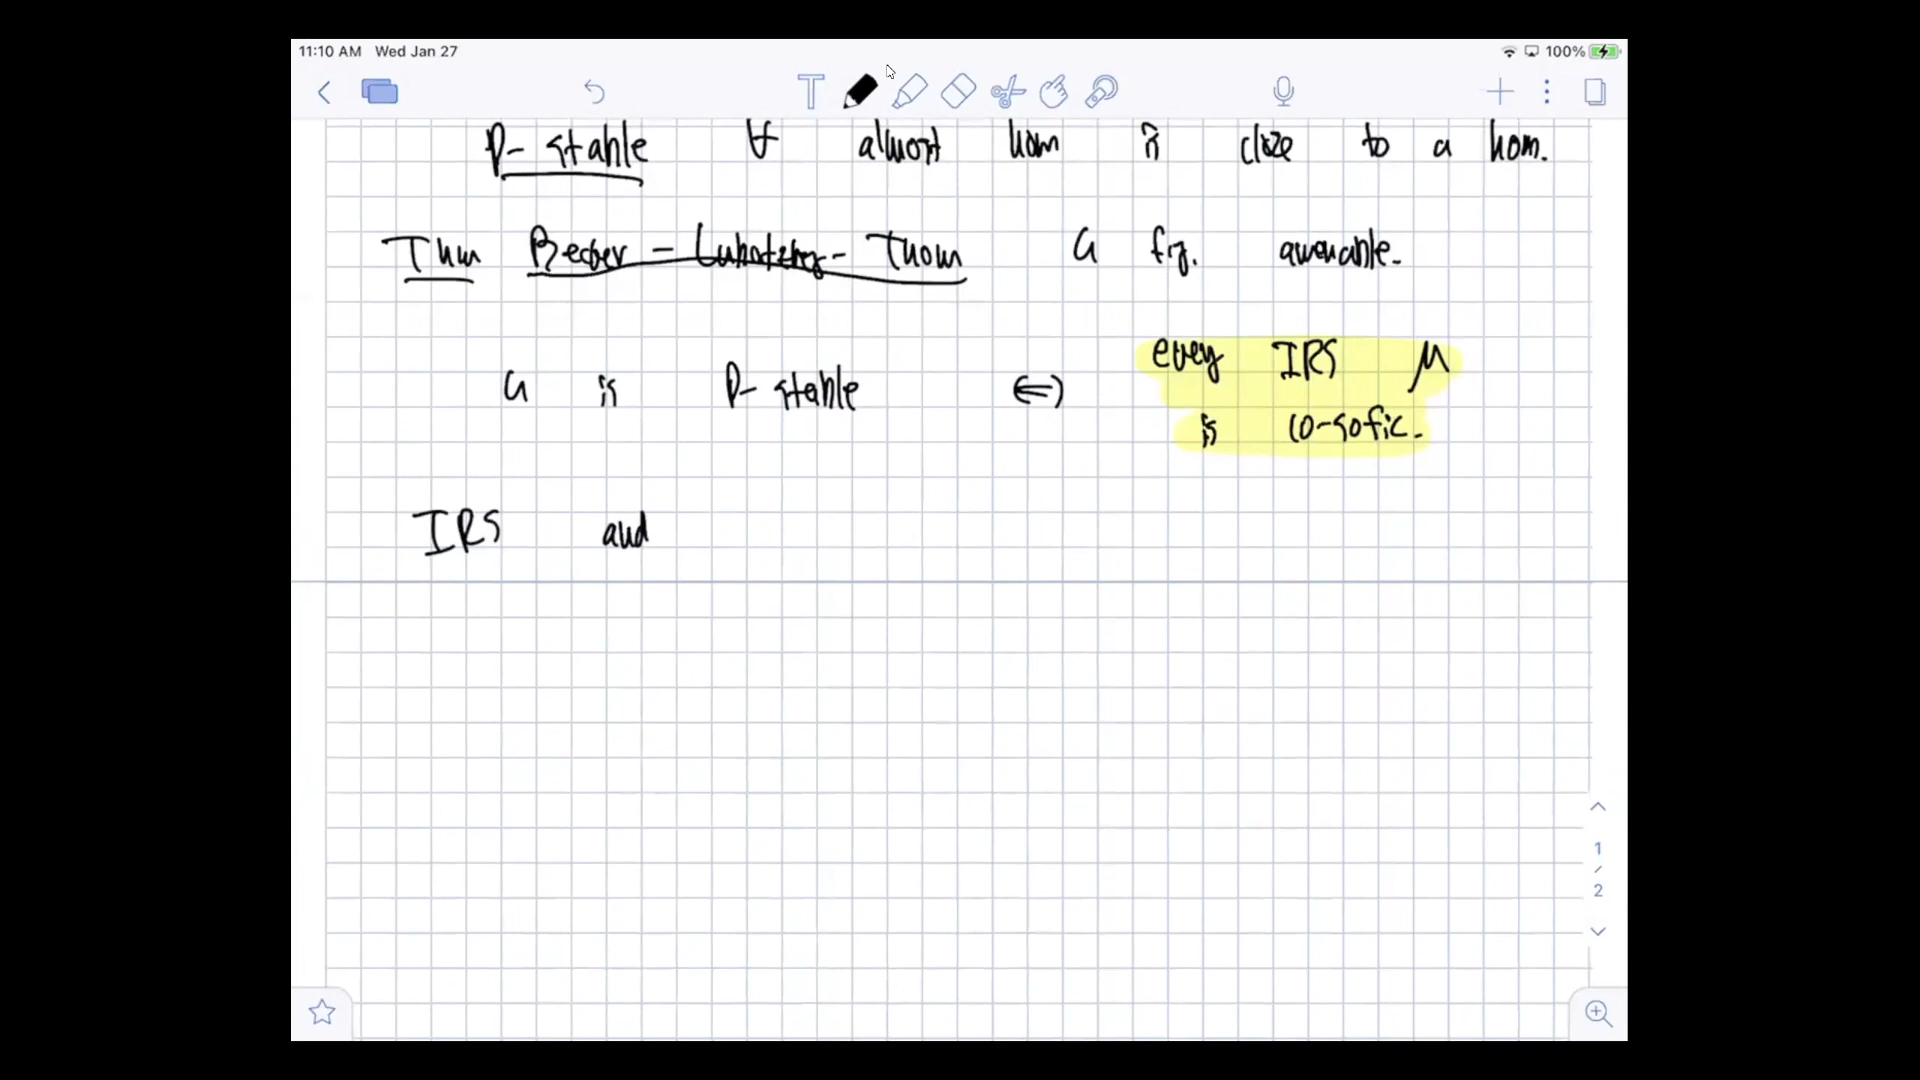 11:10 AM Wed Jan 27 100%
P-stable ∀ almost hom is close to a hom.
Thm Becker-Lubotzky-Thom G f.g. amenable.
every IRS μ
G is P-stable ⇔
is co-sofic.
IRS and
1
/
2